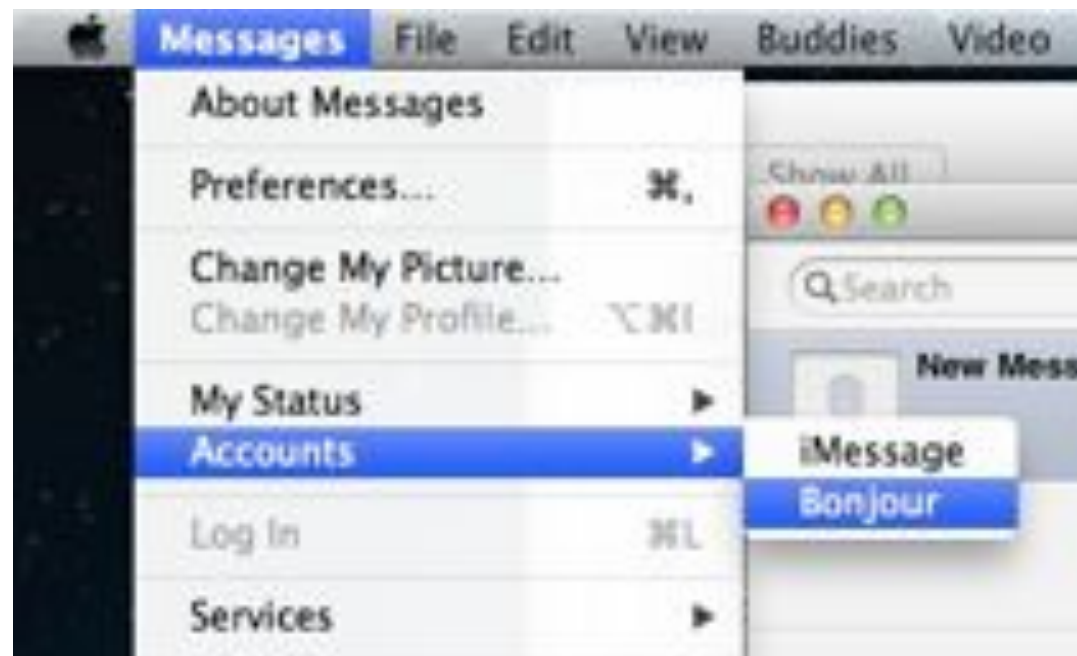 Messages File Edit View Buddies Video
About Messages
Preferences... ⌘,
Show All
Change My Picture...
Search
Change My Profile... ⌥⌘I
New Mess
My Status ▶
Accounts ▶
iMessage
Bonjour
Log In ⌘L
Services ▶